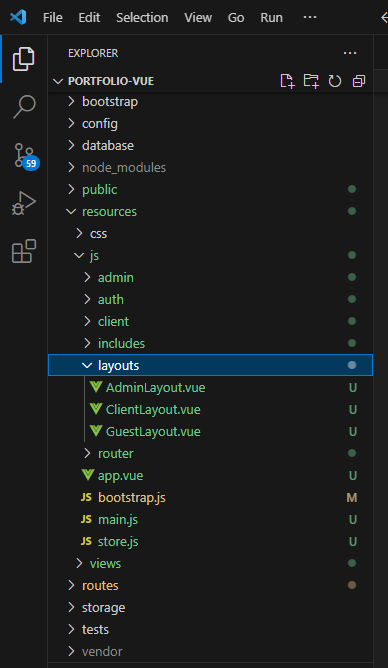 File Edit Selection View Go Run ···
EXPLORER ···
PORTFOLIO-VUE
bootstrap
config
database
node_modules
public
resources
css
js
admin
auth
client
includes
layouts
AdminLayout.vue U
ClientLayout.vue U
GuestLayout.vue U
router
app.vue U
JS bootstrap.js M
JS main.js U
JS store.js U
views
routes
storage
tests
vendor
59